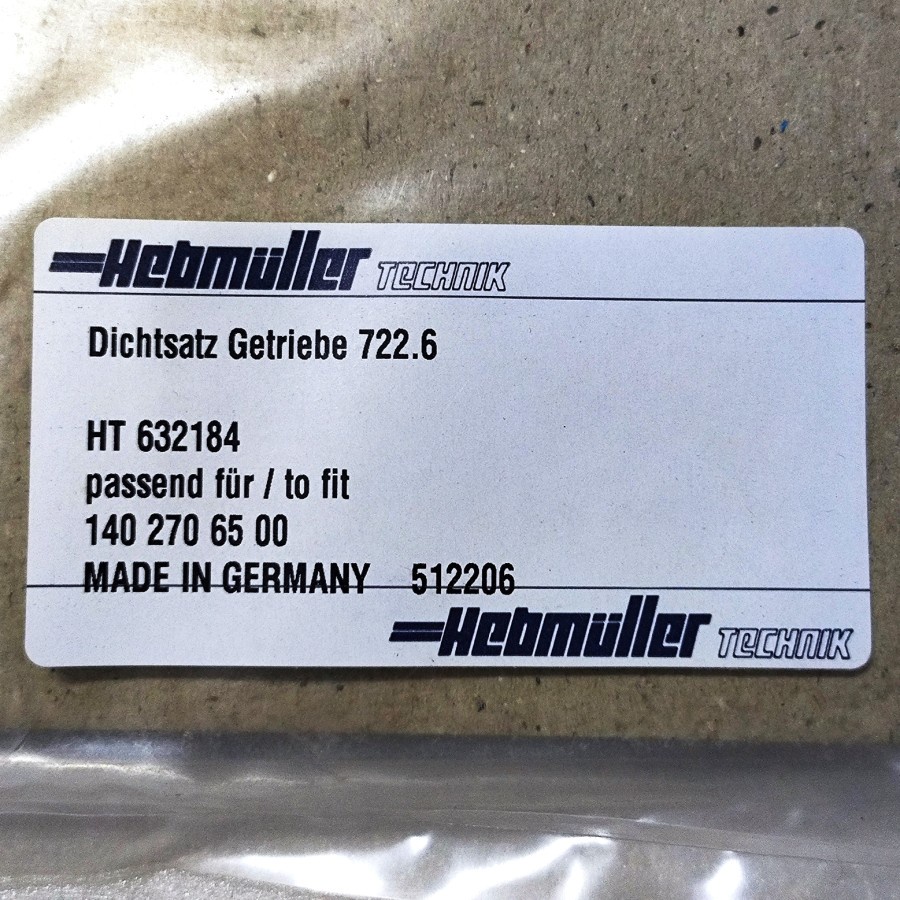 Hebmüller TECHNIK
Dichtsatz Getriebe 722.6
HT 632184
passend für / to fit
140 270 65 00
MADE IN GERMANY 512206
Hebmüller TECHNIK